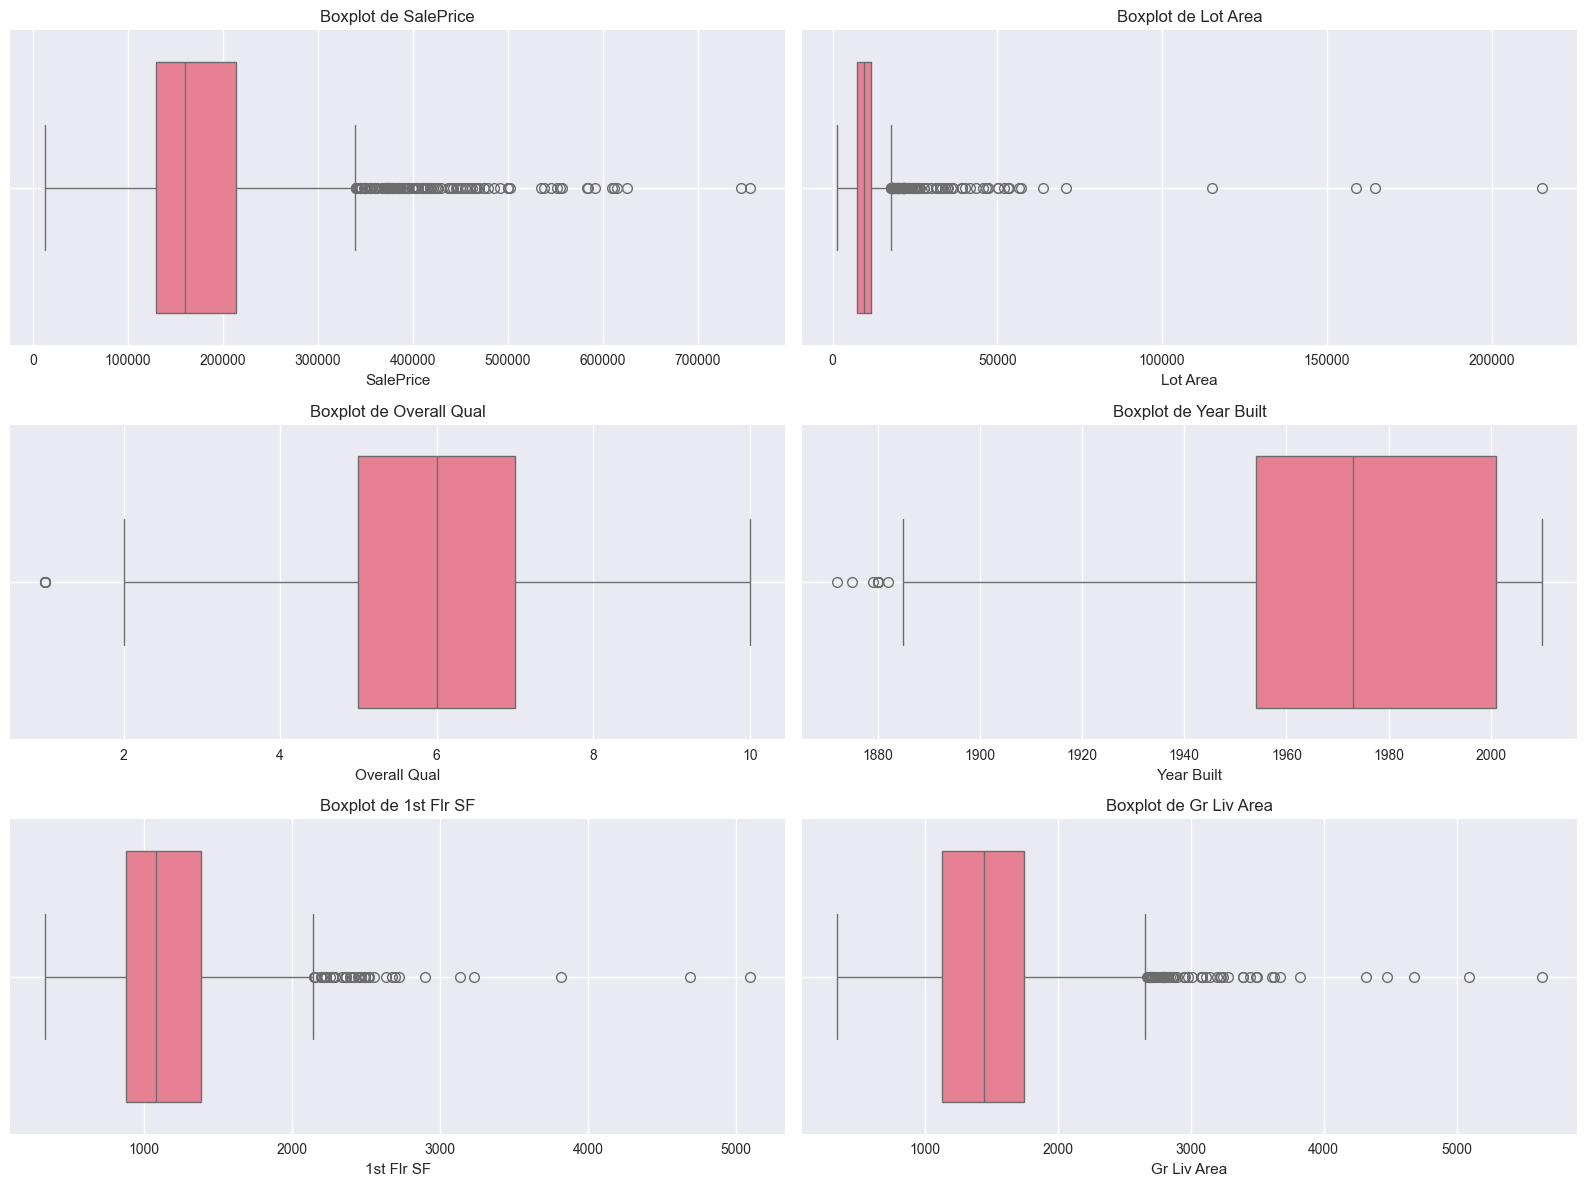 Boxplot de SalePrice
0 100000 200000 300000 400000 500000 600000 700000
SalePrice
Boxplot de Lot Area
0 50000 100000 150000 200000
Lot Area
Boxplot de Overall Qual
2 4 6 8 10
Overall Qual
Boxplot de Year Built
1880 1900 1920 1940 1960 1980 2000
Year Built
Boxplot de 1st Flr SF
1000 2000 3000 4000 5000
1st Flr SF
Boxplot de Gr Liv Area
1000 2000 3000 4000 5000
Gr Liv Area